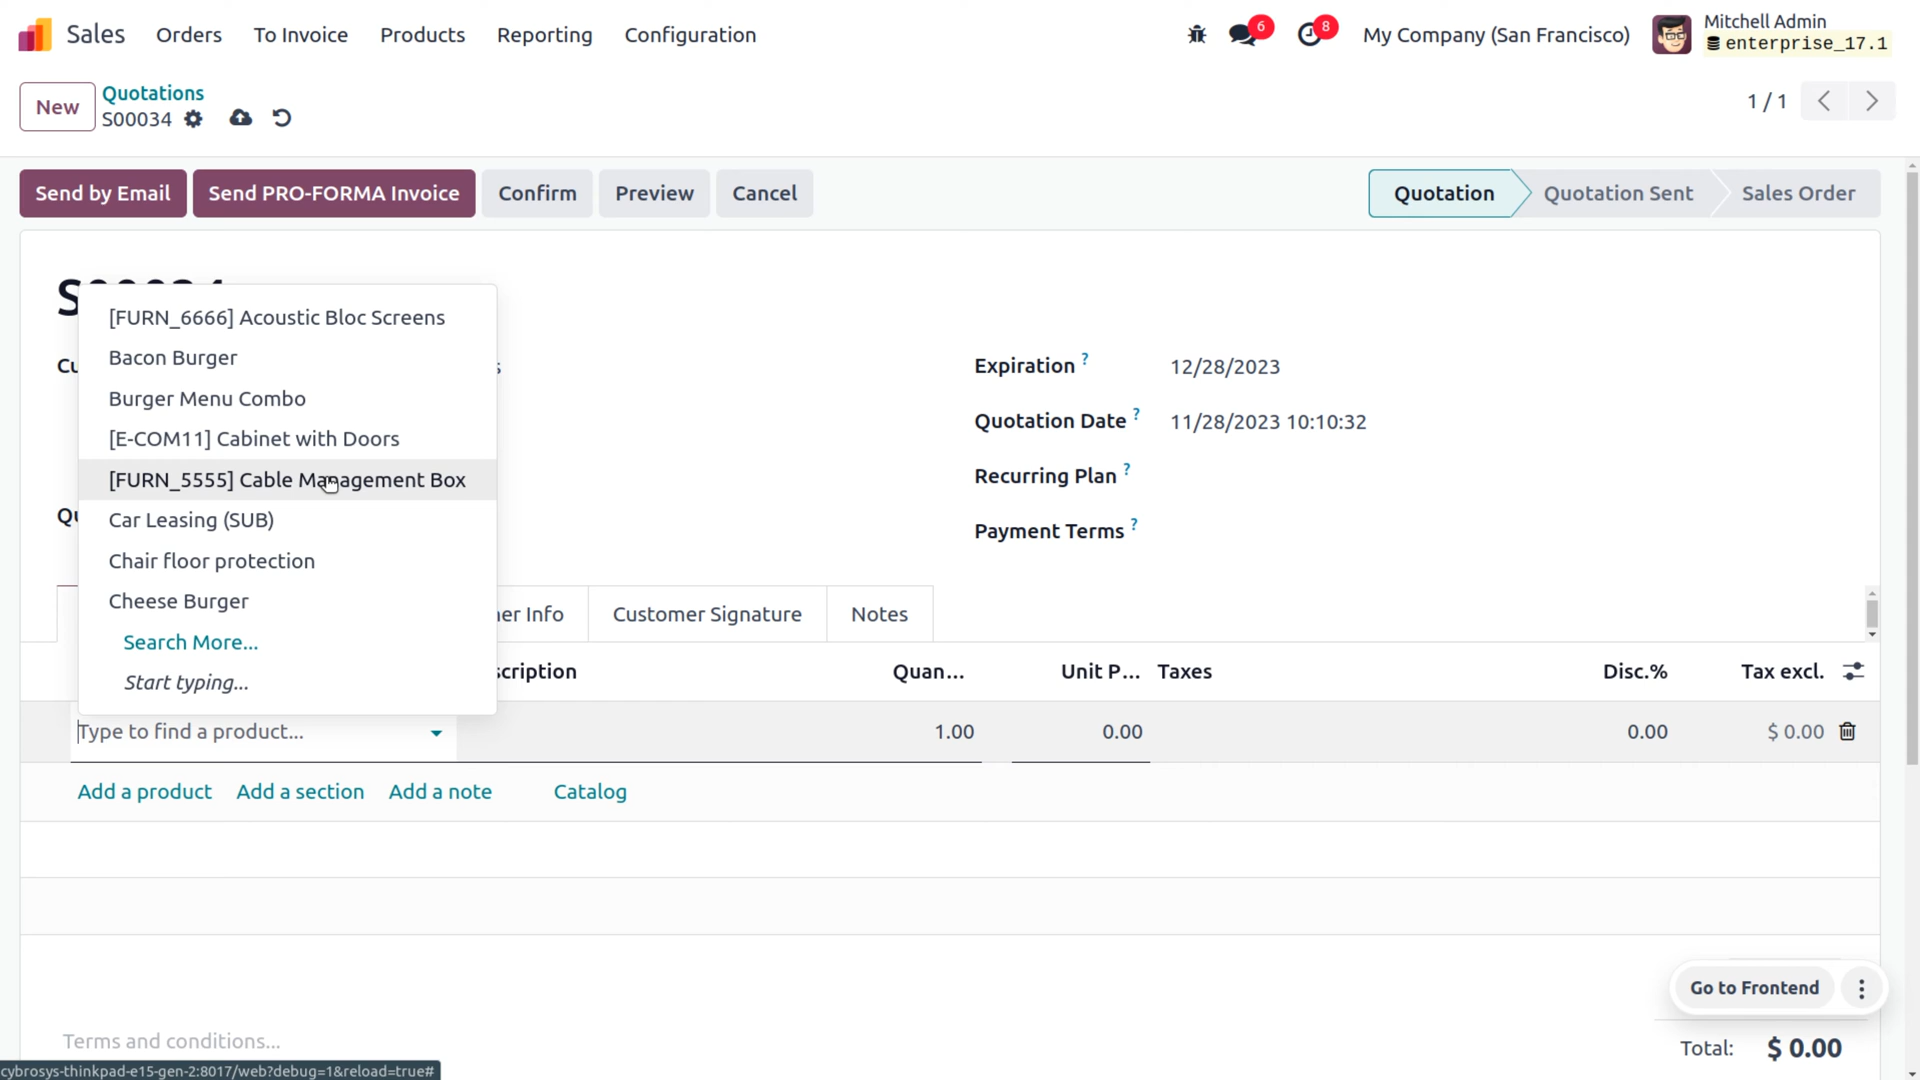 Sales Orders To Invoice Products Reporting Configuration 6 8 My Company (San Francisco) Mitchell Admin
enterprise_17.1
New Quotations
S00034
1 / 1
Send by Email Send PRO-FORMA Invoice Confirm Preview Cancel Quotation Quotation Sent Sales Order
[FURN_6666] Acoustic Bloc Screens
Bacon Burger
Burger Menu Combo
[E-COM11] Cabinet with Doors
[FURN_5555] Cable Management Box
Car Leasing (SUB)
Chair floor protection
Cheese Burger
Search More...
Start typing...
Expiration ? 12/28/2023
Quotation Date ? 11/28/2023 10:10:32
Recurring Plan ?
Payment Terms ?
er Info Customer Signature Notes
scription Quan... Unit P... Taxes Disc.% Tax excl.
Type to find a product... 1.00 0.00 0.00 $ 0.00
Add a product Add a section Add a note Catalog
Go to Frontend
Terms and conditions...
Total: $ 0.00
cybrosys-thinkpad-e15-gen-2:8017/web?debug=1&reload=true#